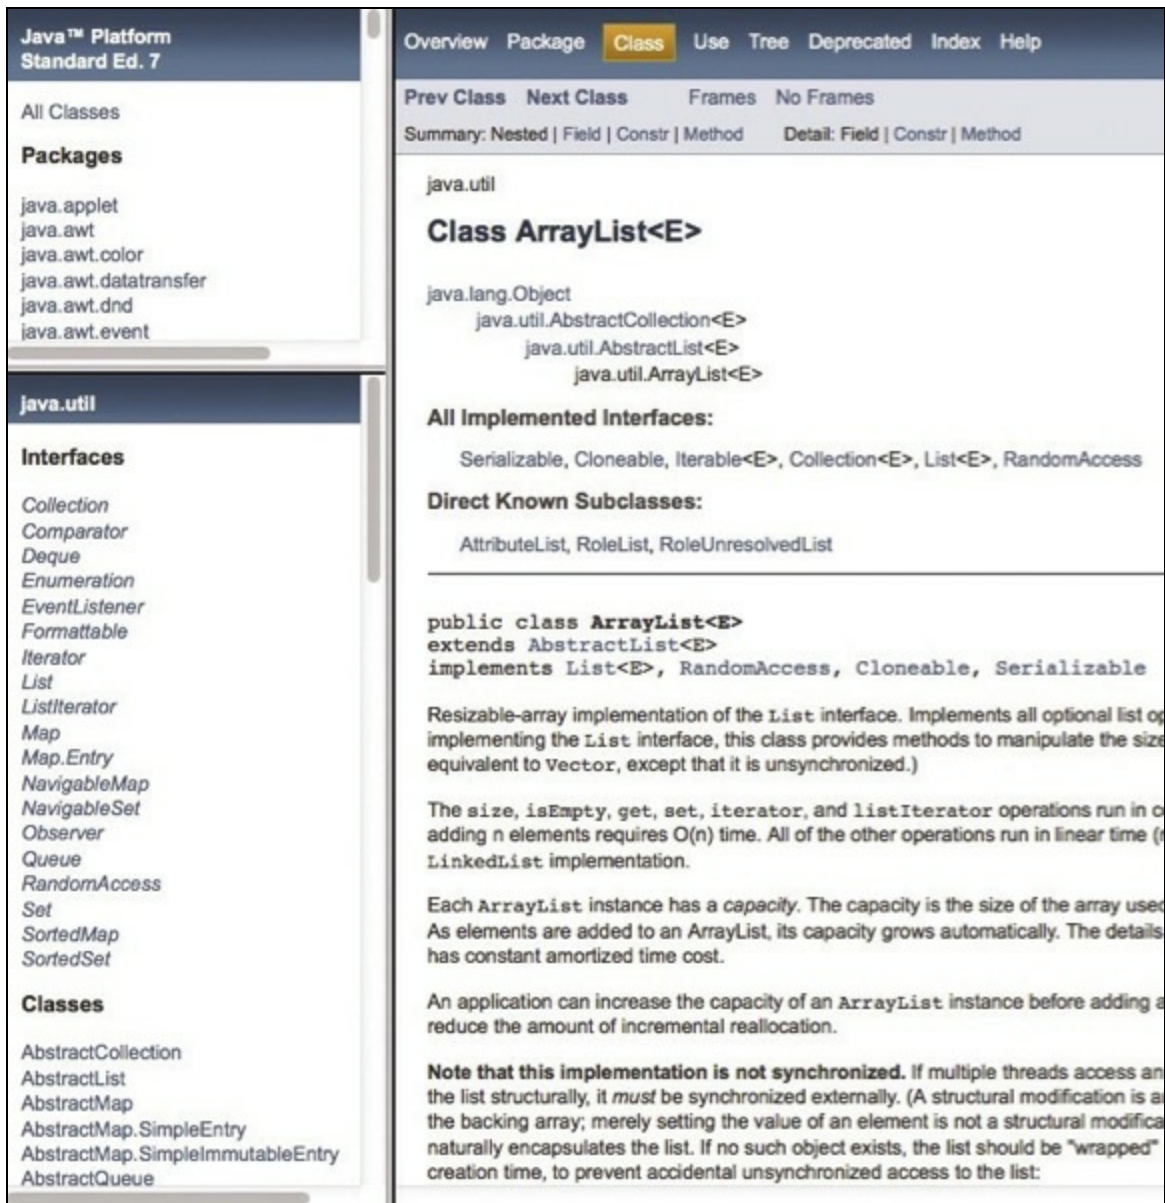 Java™ Platform
Standard Ed. 7
All Classes
Packages
java.applet
java.awt
java.awt.color
java.awt.datatransfer
java.awt.dnd
java.awt.event
java.util
Interfaces
Collection
Comparator
Deque
Enumeration
EventListener
Formattable
Iterator
List
ListIterator
Map
Map.Entry
NavigableMap
NavigableSet
Observer
Queue
RandomAccess
Set
SortedMap
SortedSet
Classes
AbstractCollection
AbstractList
AbstractMap
AbstractMap.SimpleEntry
AbstractMap.SimpleImmutableEntry
AbstractQueue
Overview Package Class Use Tree Deprecated Index Help
Prev Class Next Class Frames No Frames
Summary: Nested | Field | Constr | Method Detail: Field | Constr | Method
java.util
Class ArrayList<E>
java.lang.Object
java.util.AbstractCollection<E>
java.util.AbstractList<E>
java.util.ArrayList<E>
All Implemented Interfaces:
Serializable, Cloneable, Iterable<E>, Collection<E>, List<E>, RandomAccess
Direct Known Subclasses:
AttributeList, RoleList, RoleUnresolvedList
public class ArrayList<E>
extends AbstractList<E>
implements List<E>, RandomAccess, Cloneable, Serializable
Resizable-array implementation of the List interface. Implements all optional list op
implementing the List interface, this class provides methods to manipulate the size
equivalent to Vector, except that it is unsynchronized.)
The size, isEmpty, get, set, iterator, and listIterator operations run in c
adding n elements requires O(n) time. All of the other operations run in linear time (
LinkedList implementation.
Each ArrayList instance has a capacity. The capacity is the size of the array used
As elements are added to an ArrayList, its capacity grows automatically. The details
has constant amortized time cost.
An application can increase the capacity of an ArrayList instance before adding a
reduce the amount of incremental reallocation.
Note that this implementation is not synchronized. If multiple threads access an
the list structurally, it must be synchronized externally. (A structural modification is a
the backing array; merely setting the value of an element is not a structural modifica
naturally encapsulates the list. If no such object exists, the list should be "wrapped"
creation time, to prevent accidental unsynchronized access to the list: